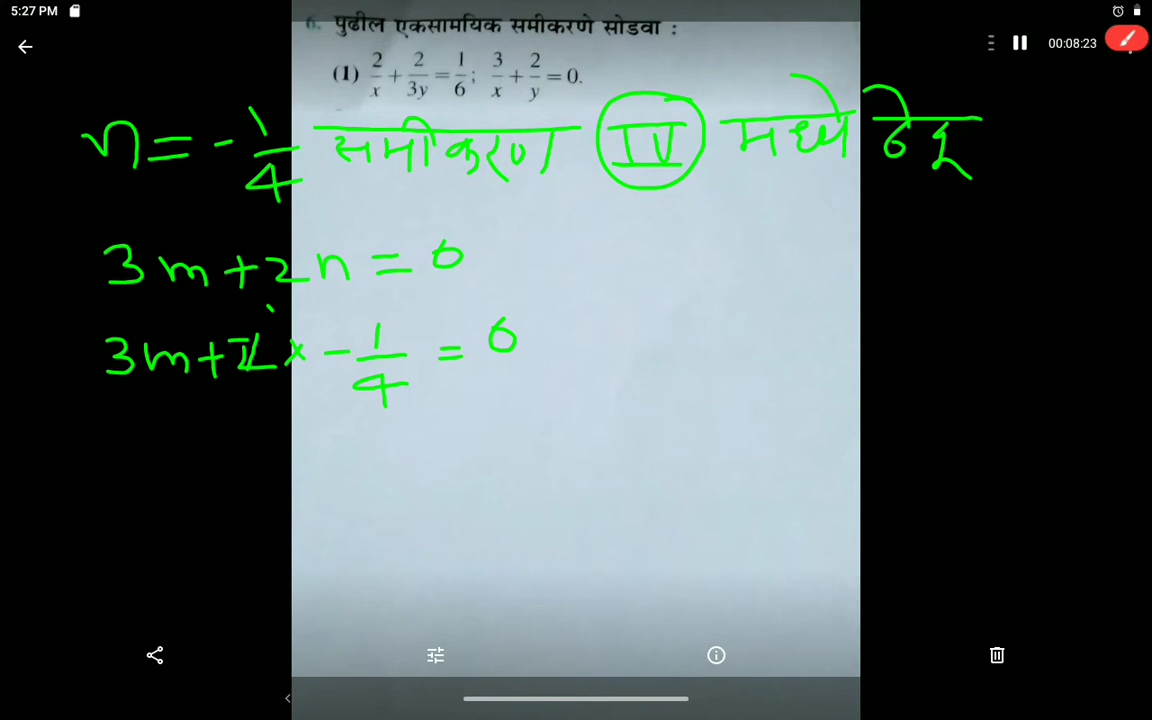 5:27 PM
00:08:23
6. पुढील एकसामयिक समीकरणे सोडवा :
(1) 2/x + 2/3y = 1/6; 3/x + 2/y = 0.
n = - 1/4 समीकरण IV मध्ये ठेवू
3m + 2n = 0
3m + 2 × - 1/4 = 0